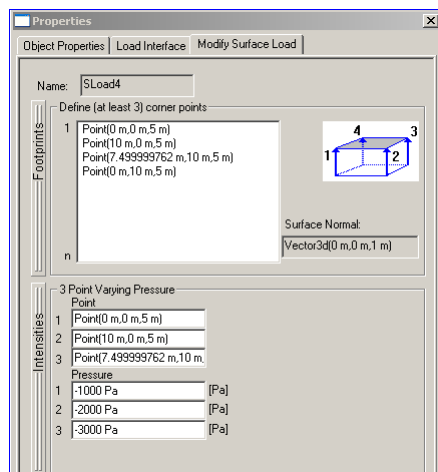 Properties
Object Properties Load Interface Modify Surface Load
Name: SLoad4
Footprints
Define (at least 3) corner points
1 Point(0 m,0 m,5 m)
Point(10 m,0 m,5 m)
Point(7.499999762 m,10 m,5 m)
Point(0 m,10 m,5 m)
n
4 3
1 2
Surface Normal:
Vector3d(0 m,0 m,1 m)
Intensities
3 Point Varying Pressure
Point
1 Point(0 m,0 m,5 m)
2 Point(10 m,0 m,5 m)
3 Point(7.499999762 m,10 m,
Pressure
1 -1000 Pa [Pa]
2 -2000 Pa [Pa]
3 -3000 Pa [Pa]